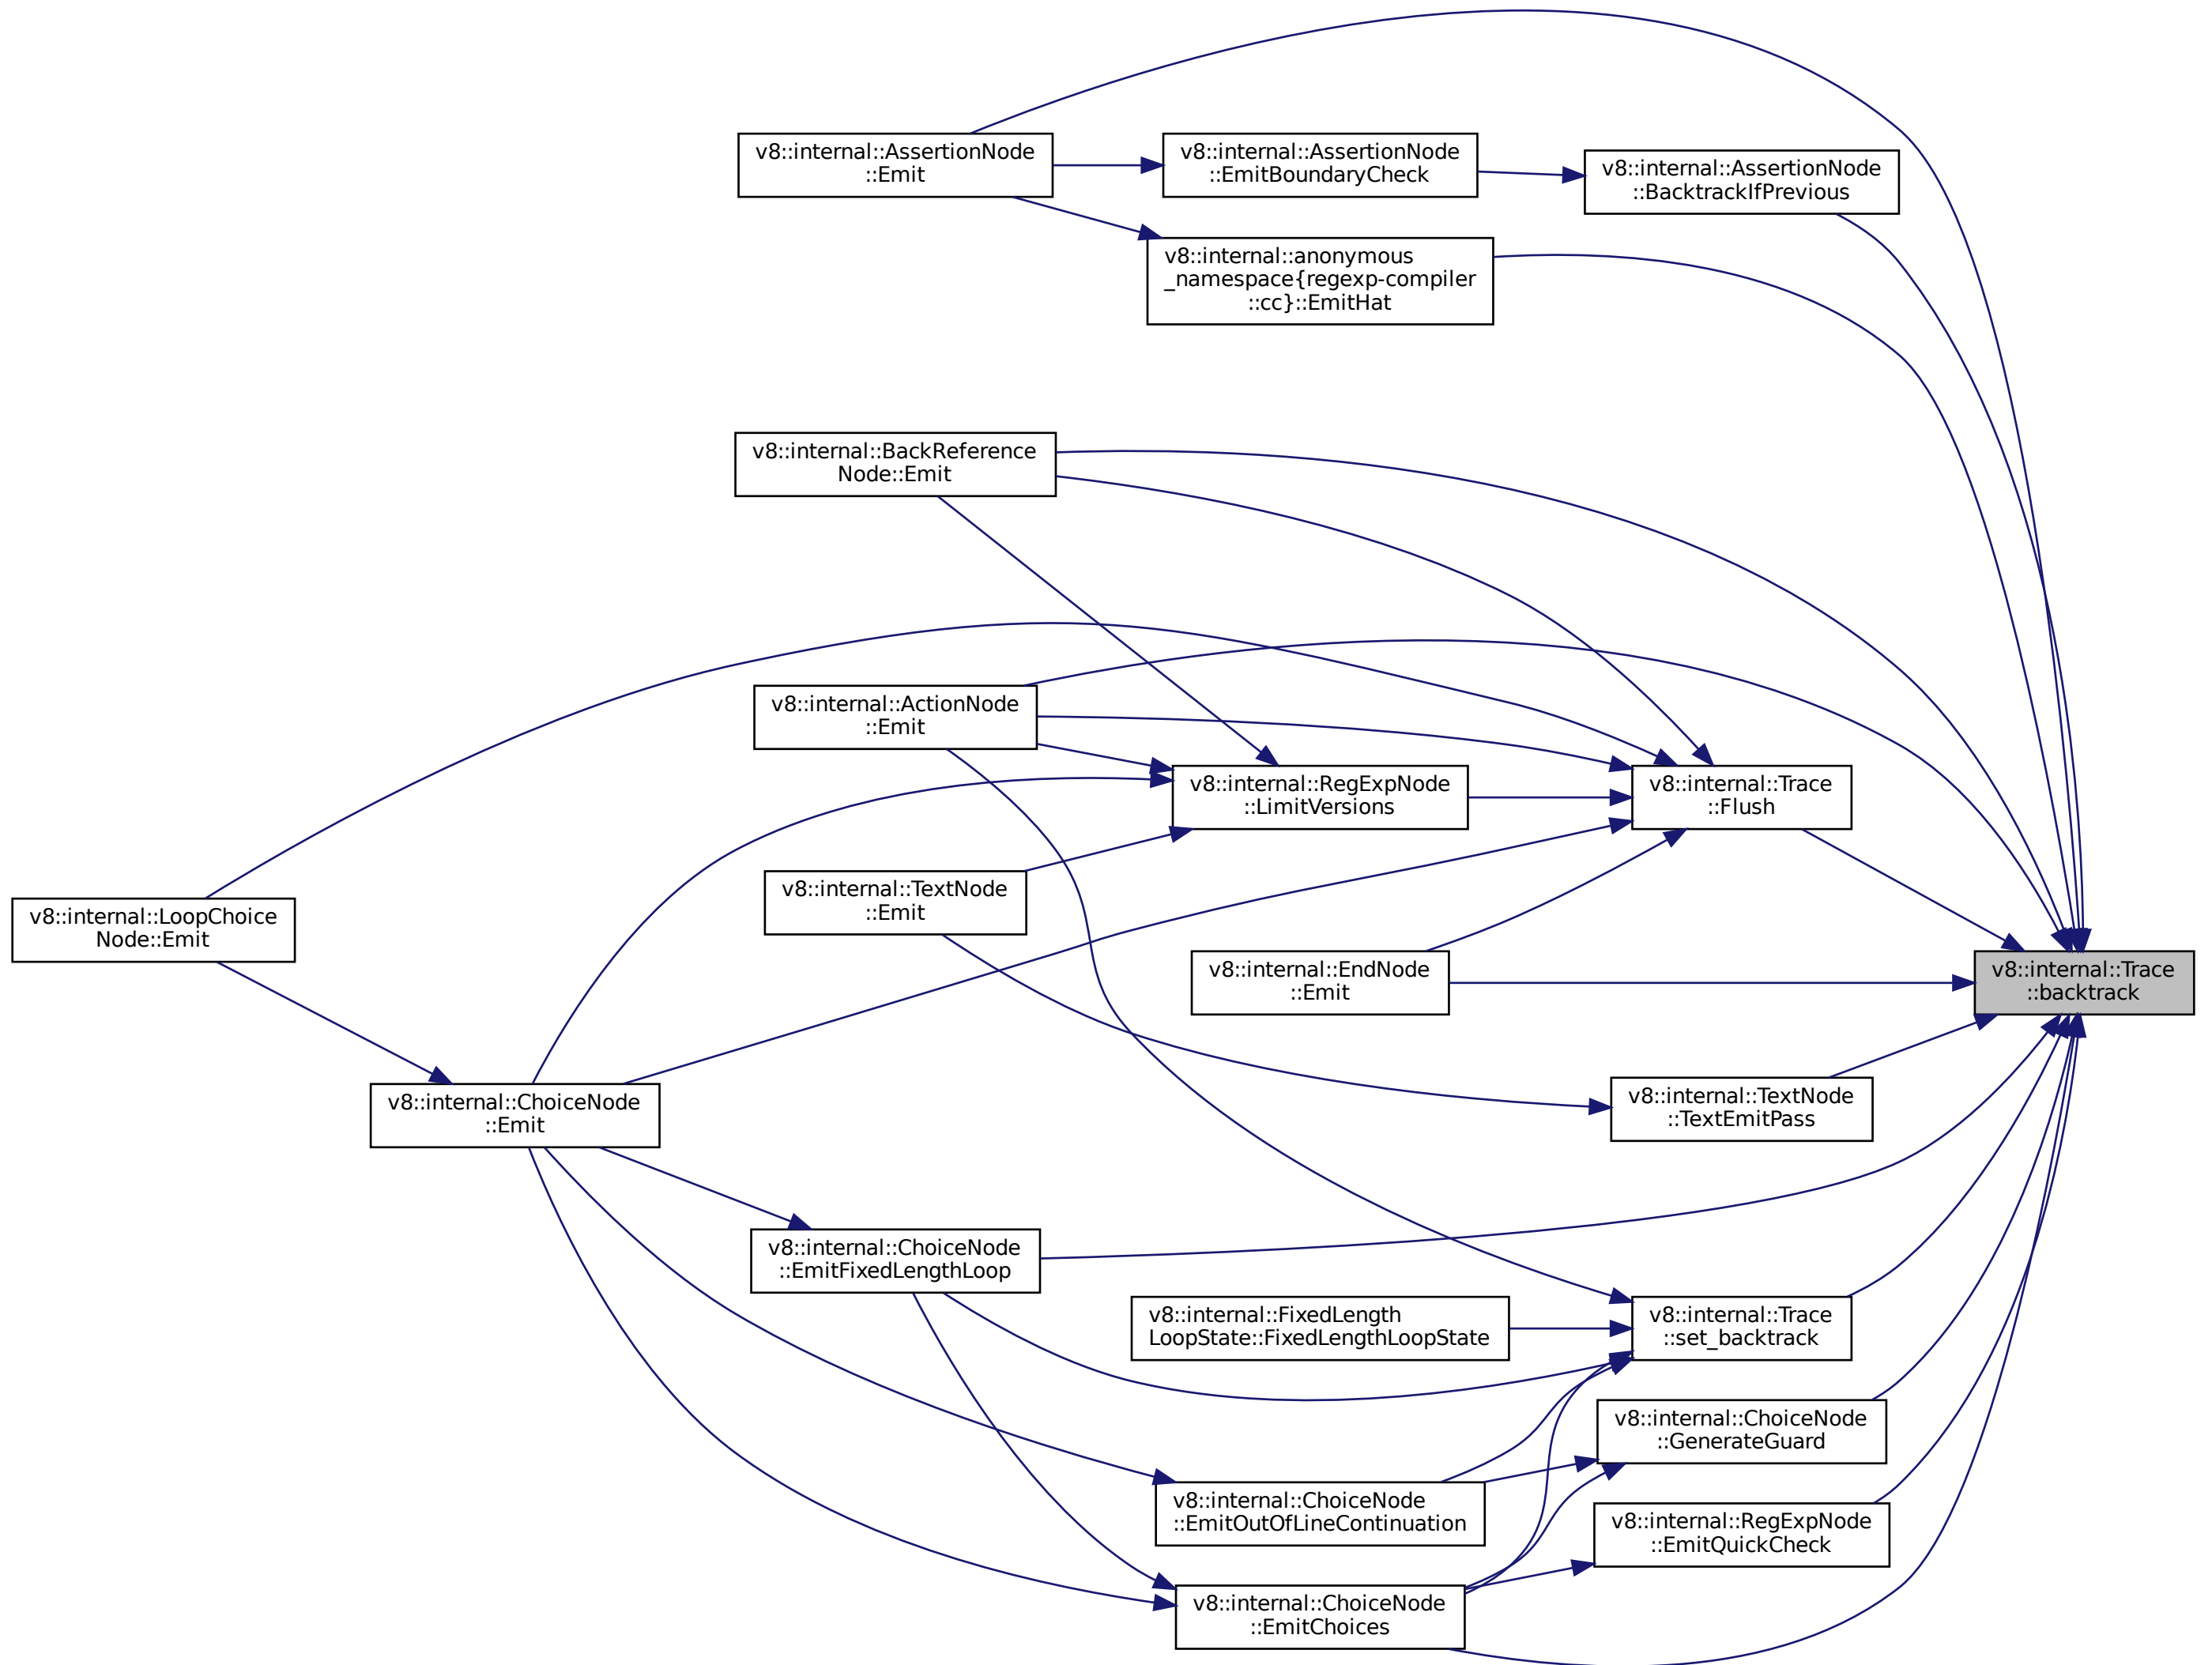 v8::internal::AssertionNode
::Emit
v8::internal::AssertionNode
::EmitBoundaryCheck
v8::internal::AssertionNode
::BacktrackIfPrevious
v8::internal::anonymous
_namespace{regexp-compiler
::cc}::EmitHat
v8::internal::BackReference
Node::Emit
v8::internal::ActionNode
::Emit
v8::internal::RegExpNode
::LimitVersions
v8::internal::Trace
::Flush
v8::internal::TextNode
::Emit
v8::internal::LoopChoice
Node::Emit
v8::internal::EndNode
::Emit
v8::internal::Trace
::backtrack
v8::internal::ChoiceNode
::Emit
v8::internal::TextNode
::TextEmitPass
v8::internal::ChoiceNode
::EmitFixedLengthLoop
v8::internal::FixedLength
LoopState::FixedLengthLoopState
v8::internal::Trace
::set_backtrack
v8::internal::ChoiceNode
::GenerateGuard
v8::internal::ChoiceNode
::EmitOutOfLineContinuation
v8::internal::RegExpNode
::EmitQuickCheck
v8::internal::ChoiceNode
::EmitChoices